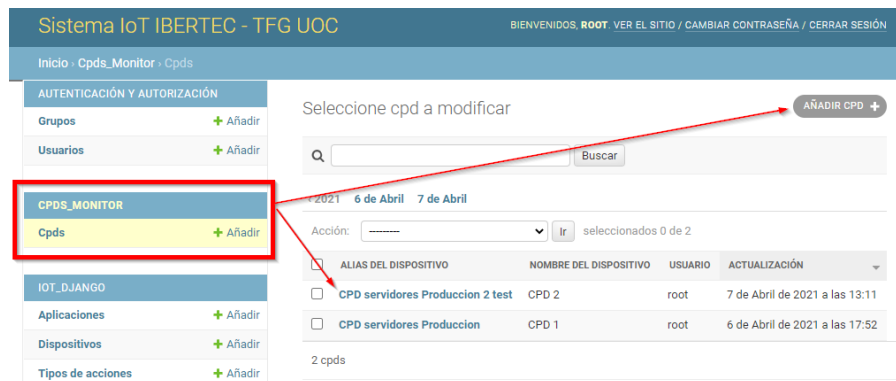 Sistema IoT IBERTEC - TFG UOC
BIENVENIDOS, ROOT. VER EL SITIO / CAMBIAR CONTRASEÑA / CERRAR SESIÓN
Inicio › Cpds_Monitor › Cpds
AUTENTICACIÓN Y AUTORIZACIÓN
Grupos + Añadir
Usuarios + Añadir
CPDS_MONITOR
Cpds + Añadir
IOT_DJANGO
Aplicaciones + Añadir
Dispositivos + Añadir
Tipos de acciones + Añadir
Seleccione cpd a modificar
AÑADIR CPD +
Buscar
2021 6 de Abril 7 de Abril
Acción: --------- Ir seleccionados 0 de 2
ALIAS DEL DISPOSITIVO NOMBRE DEL DISPOSITIVO USUARIO ACTUALIZACIÓN
CPD servidores Produccion 2 test CPD 2 root 7 de Abril de 2021 a las 13:11
CPD servidores Produccion CPD 1 root 6 de Abril de 2021 a las 17:52
2 cpds